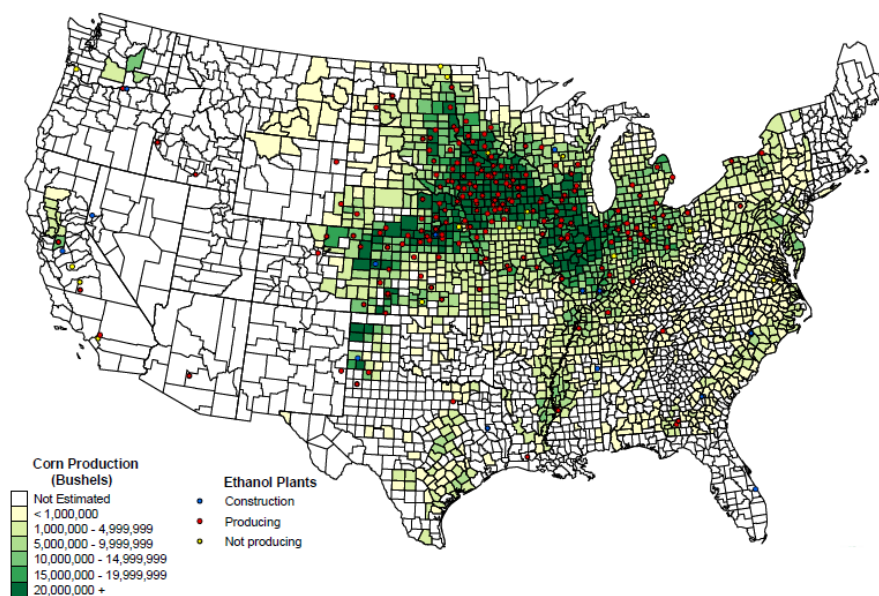 Corn Production
(Bushels)
Not Estimated
< 1,000,000
1,000,000 - 4,999,999
5,000,000 - 9,999,999
10,000,000 - 14,999,999
15,000,000 - 19,999,999
20,000,000 +
Ethanol Plants
Construction
Producing
Not producing